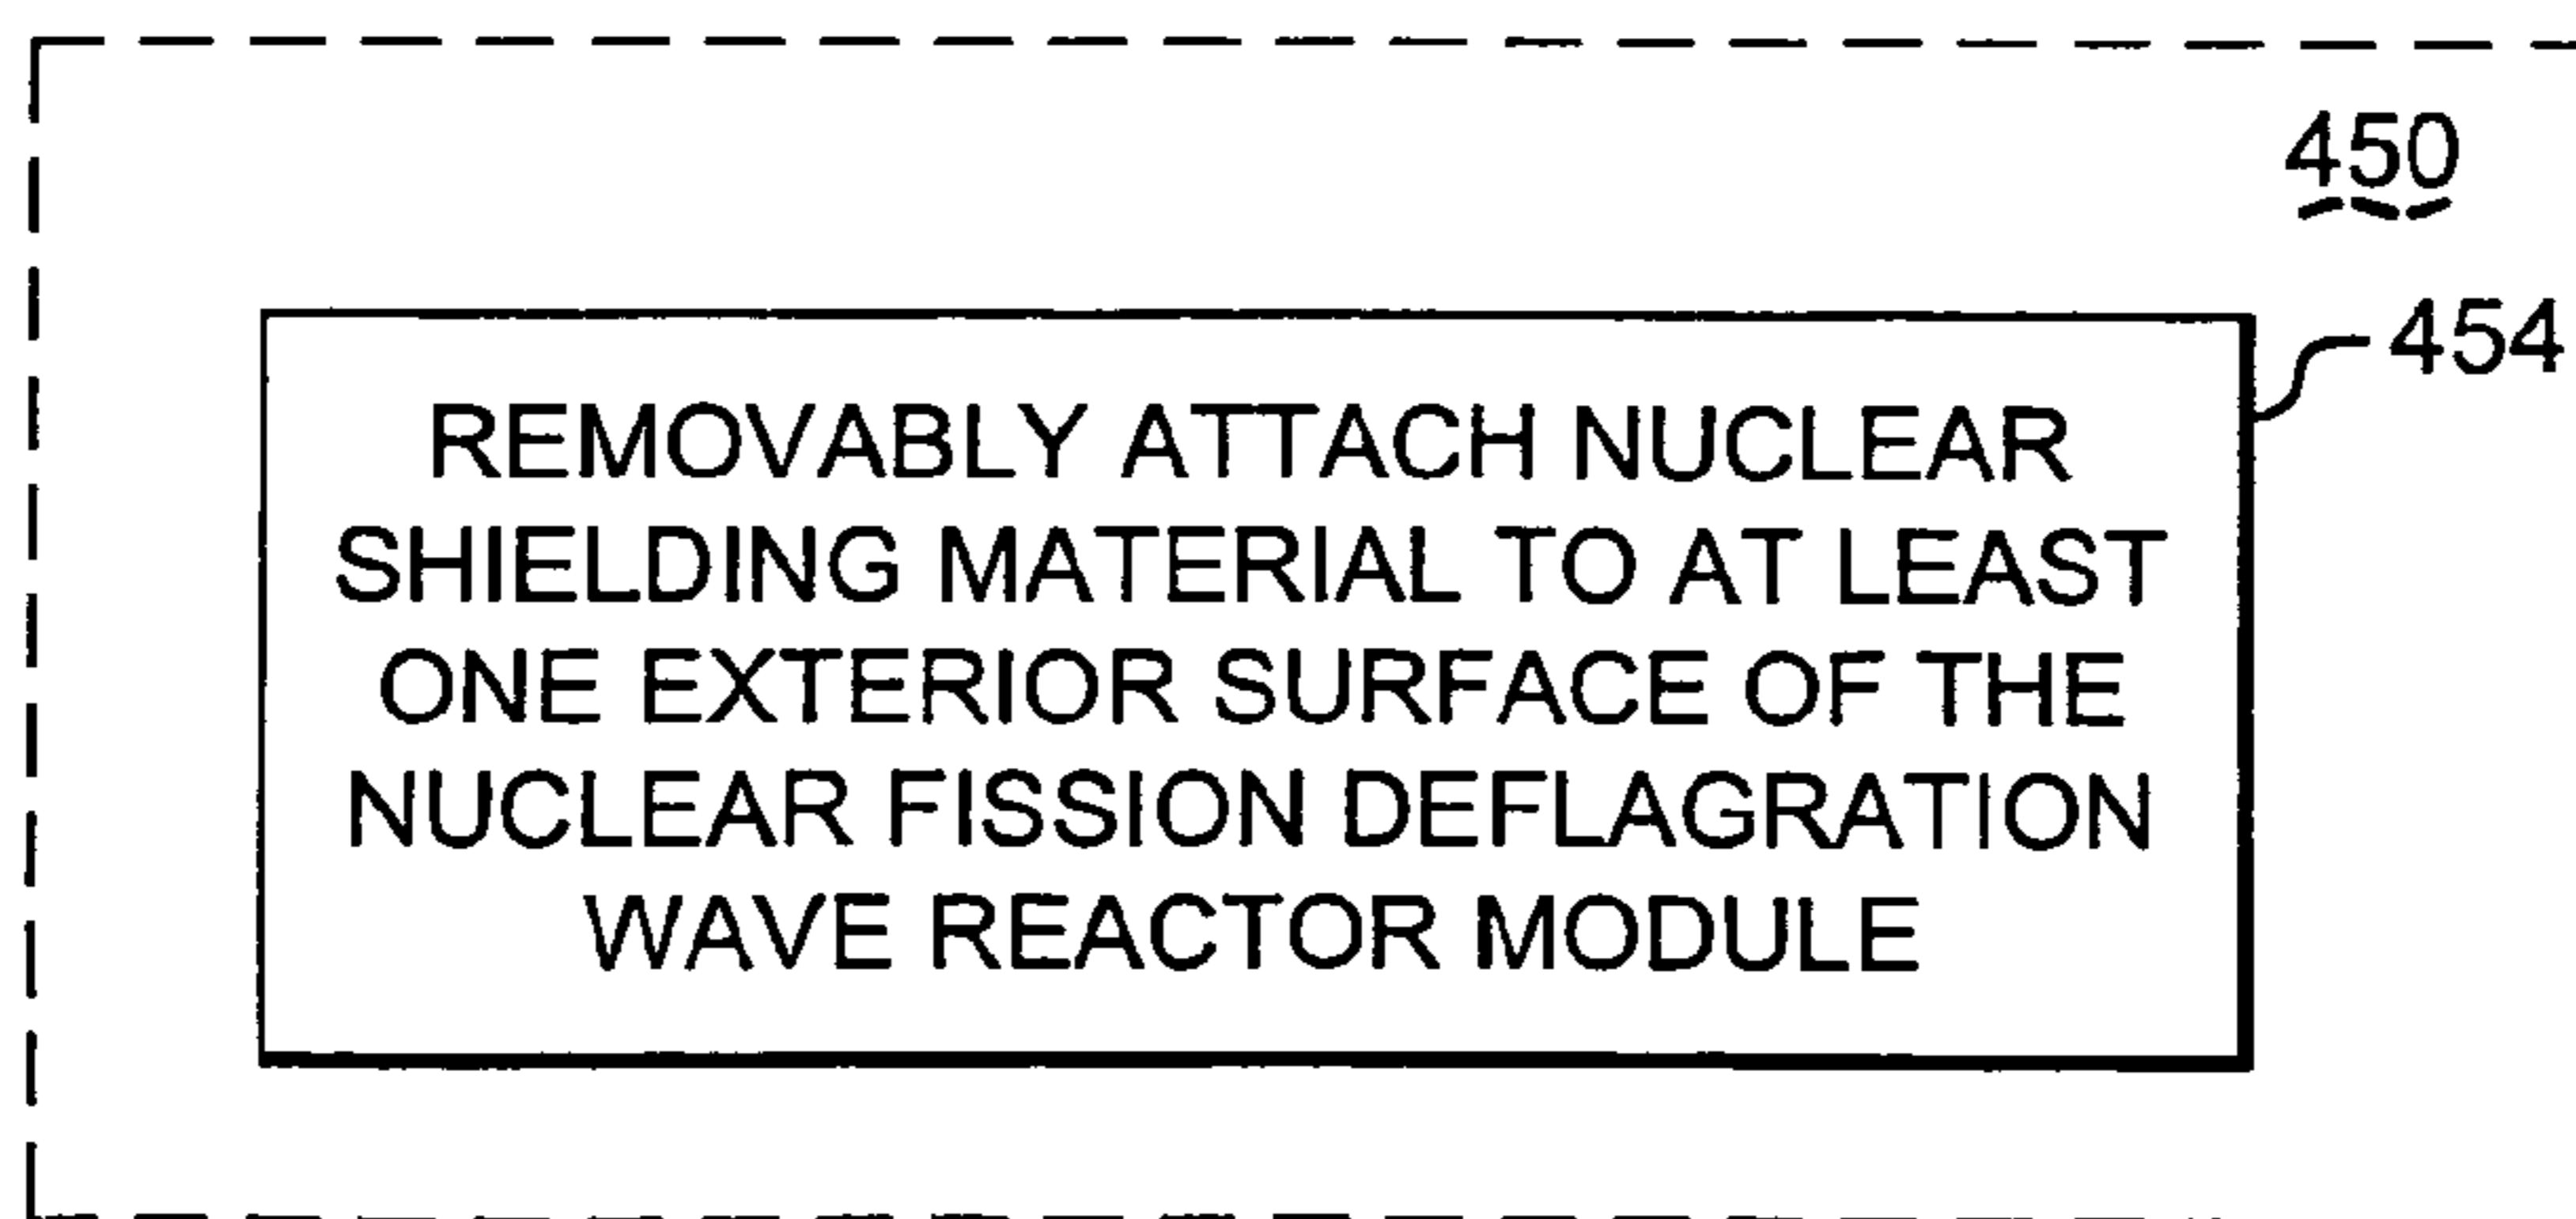 450
454
REMOVABLY ATTACH NUCLEAR
SHIELDING MATERIAL TO AT LEAST
ONE EXTERIOR SURFACE OF THE
NUCLEAR FISSION DEFLAGRATION
WAVE REACTOR MODULE